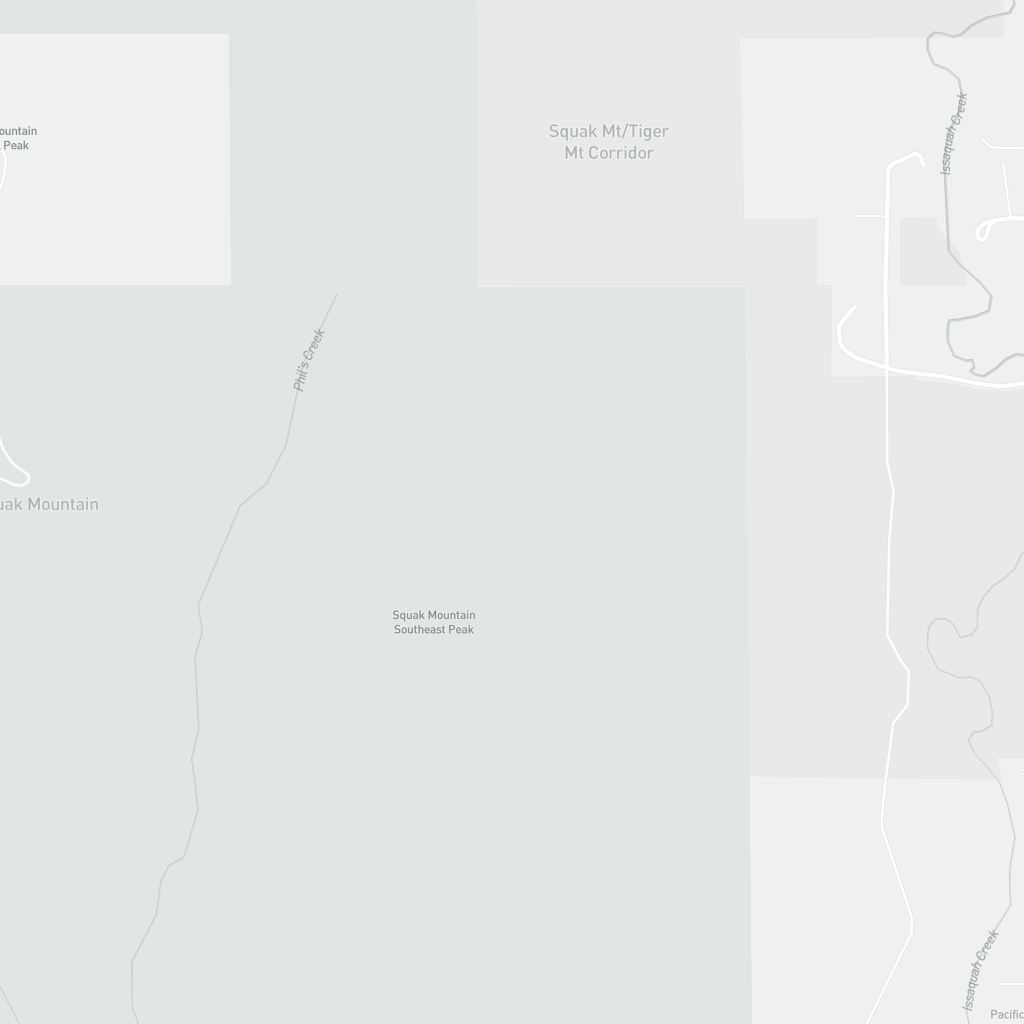 Issaquah Creek
Squak Mt/Tiger
Mt Corridor
ountain
Peak
Phil's Creek
uak Mountain
Squak Mountain
Southeast Peak
Issaquah Creek
Pacific